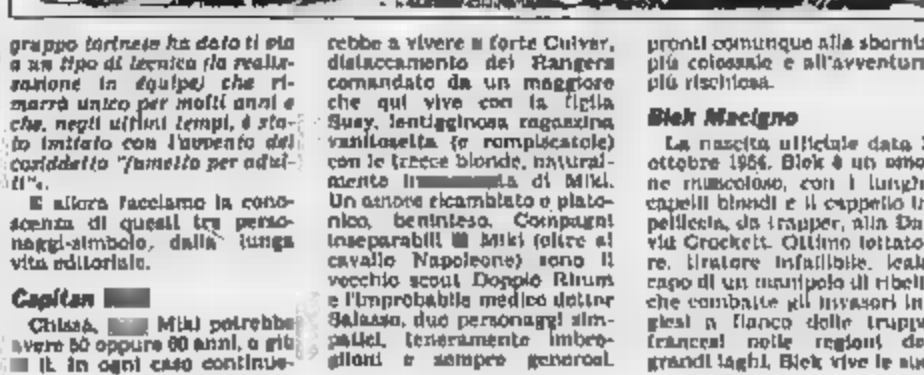 gruppo torinese ha dato il via
a un tipo di tecnica (la realiz-
zazione in équipe) che ri-
marrà unico per molti anni e
che, negli ultimi tempi, è sta-
to imitato con l'avvento del
cosiddetto "fumetto per adul-
ti".
E allora facciamo la cono-
scenza di questi tre perso-
naggi-simbolo, dalla lunga
vita editoriale.
Capitan
Chissà, Miki potrebbe
avere 50 oppure 60 anni, o già
lì. In ogni caso continue-
rebbe a vivere a forte Culver,
distaccamento dei Rangers
comandato da un maggiore
che qui vive con la figlia
Susy, lentigginosa ragazzina
vanitosetta (e rompiscatole)
con le trecce bionde, natural-
mente di Miki.
Un amore ricambiato e plato-
nico, beninteso. Compagni
inseparabili Miki (oltre al
cavallo Napoleone) sono il
vecchio scout Doppio Rhum
e l'improbabile medico dottor
Salasso, due personaggi sim-
patici, teneramente imbro-
glioni e sempre generosi,
pronti comunque alla sbornia
più colossale e all'avventura
più rischiosa.
Blek Macigno
La nascita ufficiale data
ottobre 1954. Blek è un omo
ne muscoloso, con i lunghi
capelli biondi e il cappello in
pelliccia, da trapper, alla Da-
vid Crockett. Ottimo lottato-
re, tiratore infallibile, leale
capo di un manipolo di ribelli
che combatte gli invasori in-
glesi a fianco delle truppe
francesi nelle regioni dei
grandi laghi, Blek vive le sue